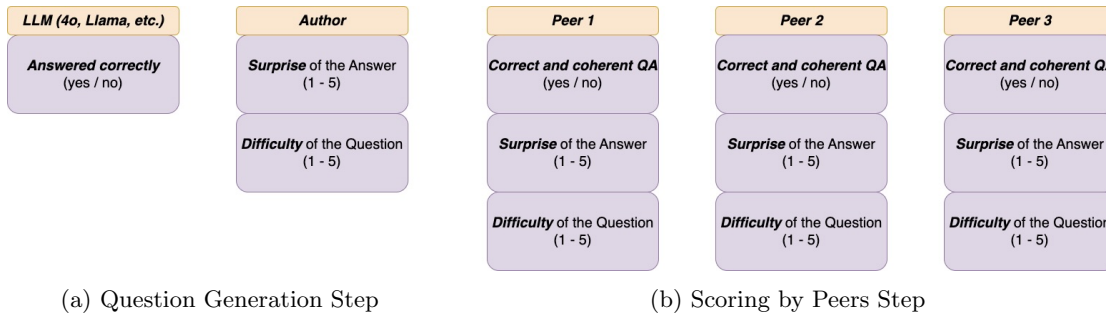 LLM (4o, Llama, etc.)
Answered correctly
(yes / no)
Author
Surprise of the Answer
(1 - 5)
Difficulty of the Question
(1 - 5)
Peer 1
Correct and coherent QA
(yes / no)
Surprise of the Answer
(1 - 5)
Difficulty of the Question
(1 - 5)
Peer 2
Correct and coherent QA
(yes / no)
Surprise of the Answer
(1 - 5)
Difficulty of the Question
(1 - 5)
Peer 3
Correct and coherent Q
(yes / no)
Surprise of the Answer
(1 - 5)
Difficulty of the Question
(1 - 5)
(a) Question Generation Step
(b) Scoring by Peers Step